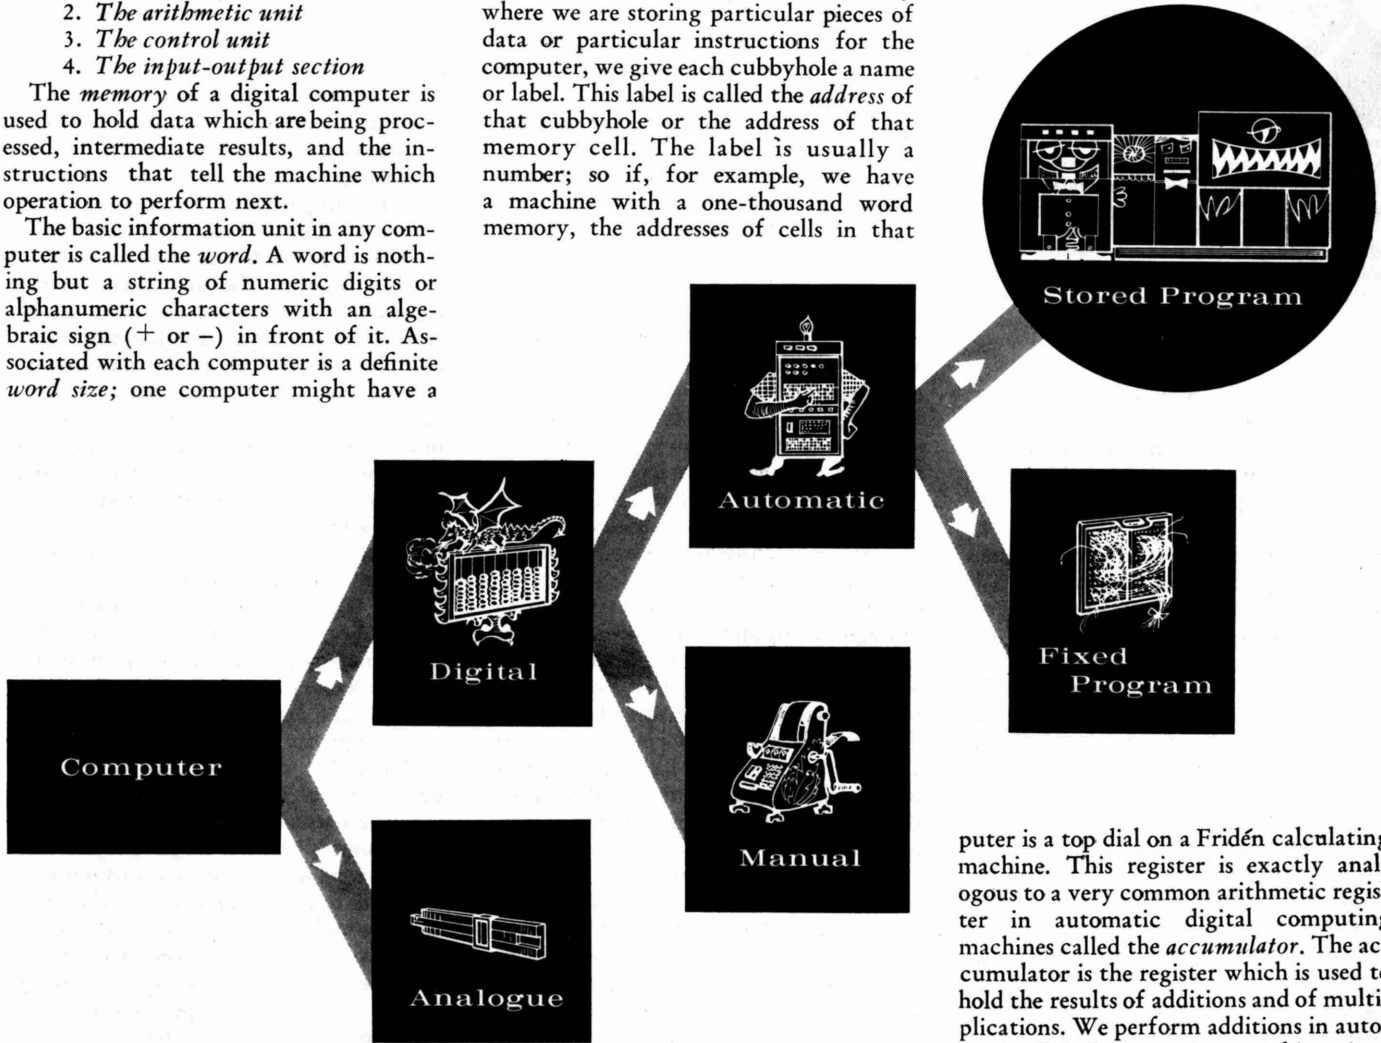 2. The arithmetic unit
3. The control unit
4. The input-output section
The memory of a digital computer is
used to hold data which are being proc-
essed, intermediate results, and the in-
structions that tell the machine which
operation to perform next.
The basic information unit in any com-
puter is called the word. A word is noth-
ing but a string of numeric digits or
alphanumeric characters with an alge-
braic sign (+ or −) in front of it. As-
sociated with each computer is a definite
word size; one computer might have a
where we are storing particular pieces of
data or particular instructions for the
computer, we give each cubbyhole a name
or label. This label is called the address of
that cubbyhole or the address of that
memory cell. The label is usually a
number; so if, for example, we have
a machine with a one-thousand word
memory, the addresses of cells in that
Stored Program
Automatic
Fixed
Program
Digital
Manual
Computer
Analogue
puter is a top dial on a Fridén calculating
machine. This register is exactly anal-
ogous to a very common arithmetic regis-
ter in automatic digital computing
machines called the accumulator. The ac-
cumulator is the register which is used to
hold the results of additions and of multi-
plications. We perform additions in auto-